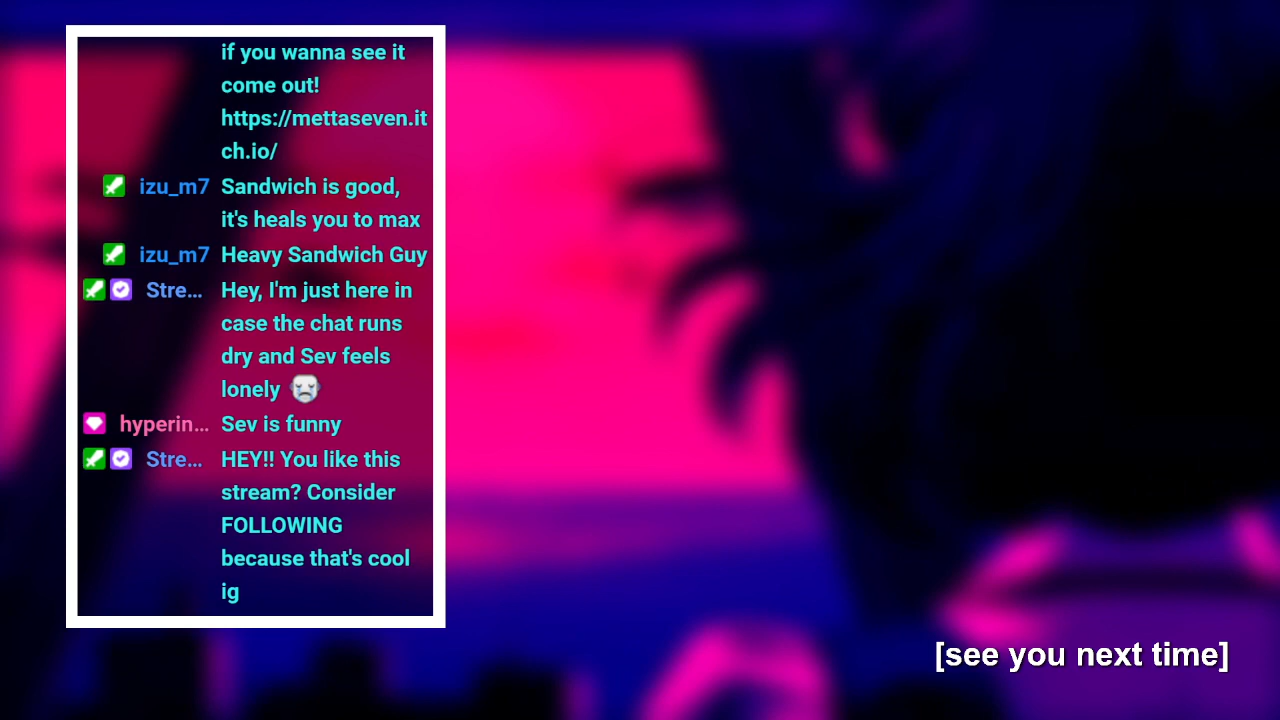 if you wanna see it
come out!
https://mettaseven.it
ch.io/
izu_m7 Sandwich is good,
it's heals you to max
izu_m7 Heavy Sandwich Guy
Stre... Hey, I'm just here in
case the chat runs
dry and Sev feels
lonely
hyperin... Sev is funny
Stre... HEY!! You like this
stream? Consider
FOLLOWING
because that's cool
ig
[see you next time]